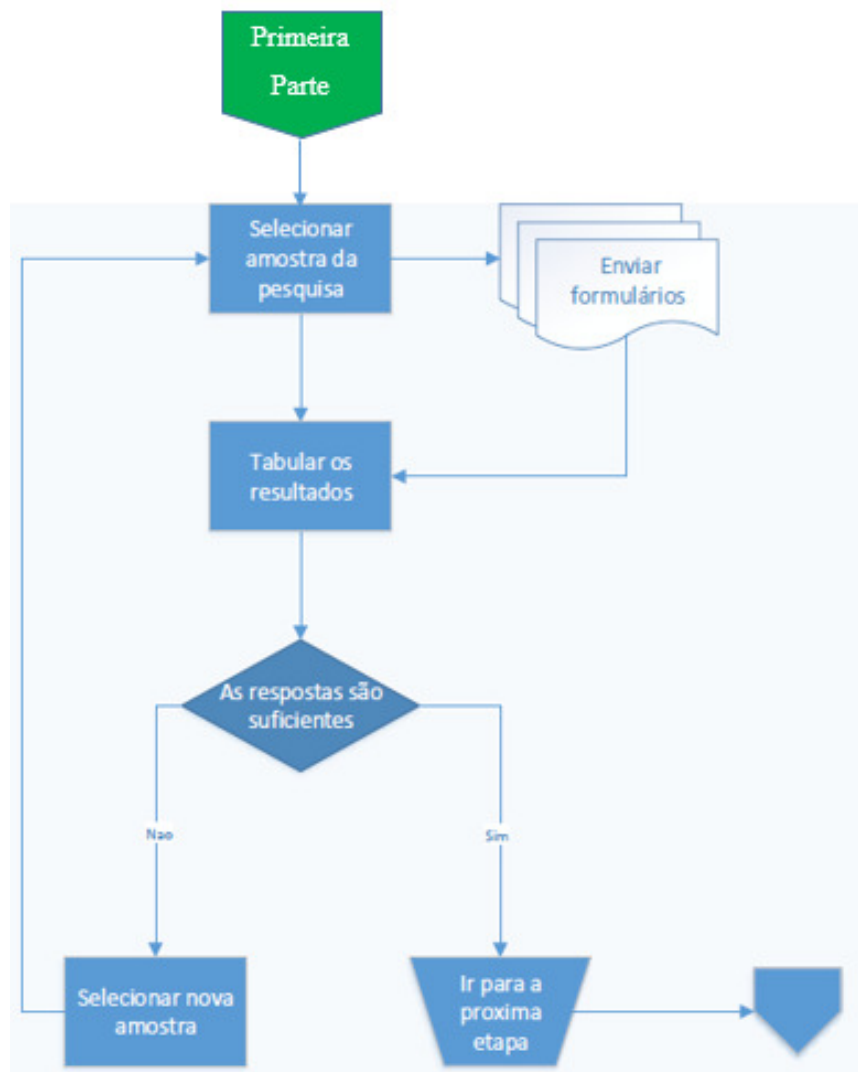 Primeira
Parte
Selecionar
amostra da
pesquisa
Enviar
formulários
Tabular os
resultados
As respostas são
suficientes
Nao
Sim
Selecionar nova
amostra
Ir para a
proxima
etapa